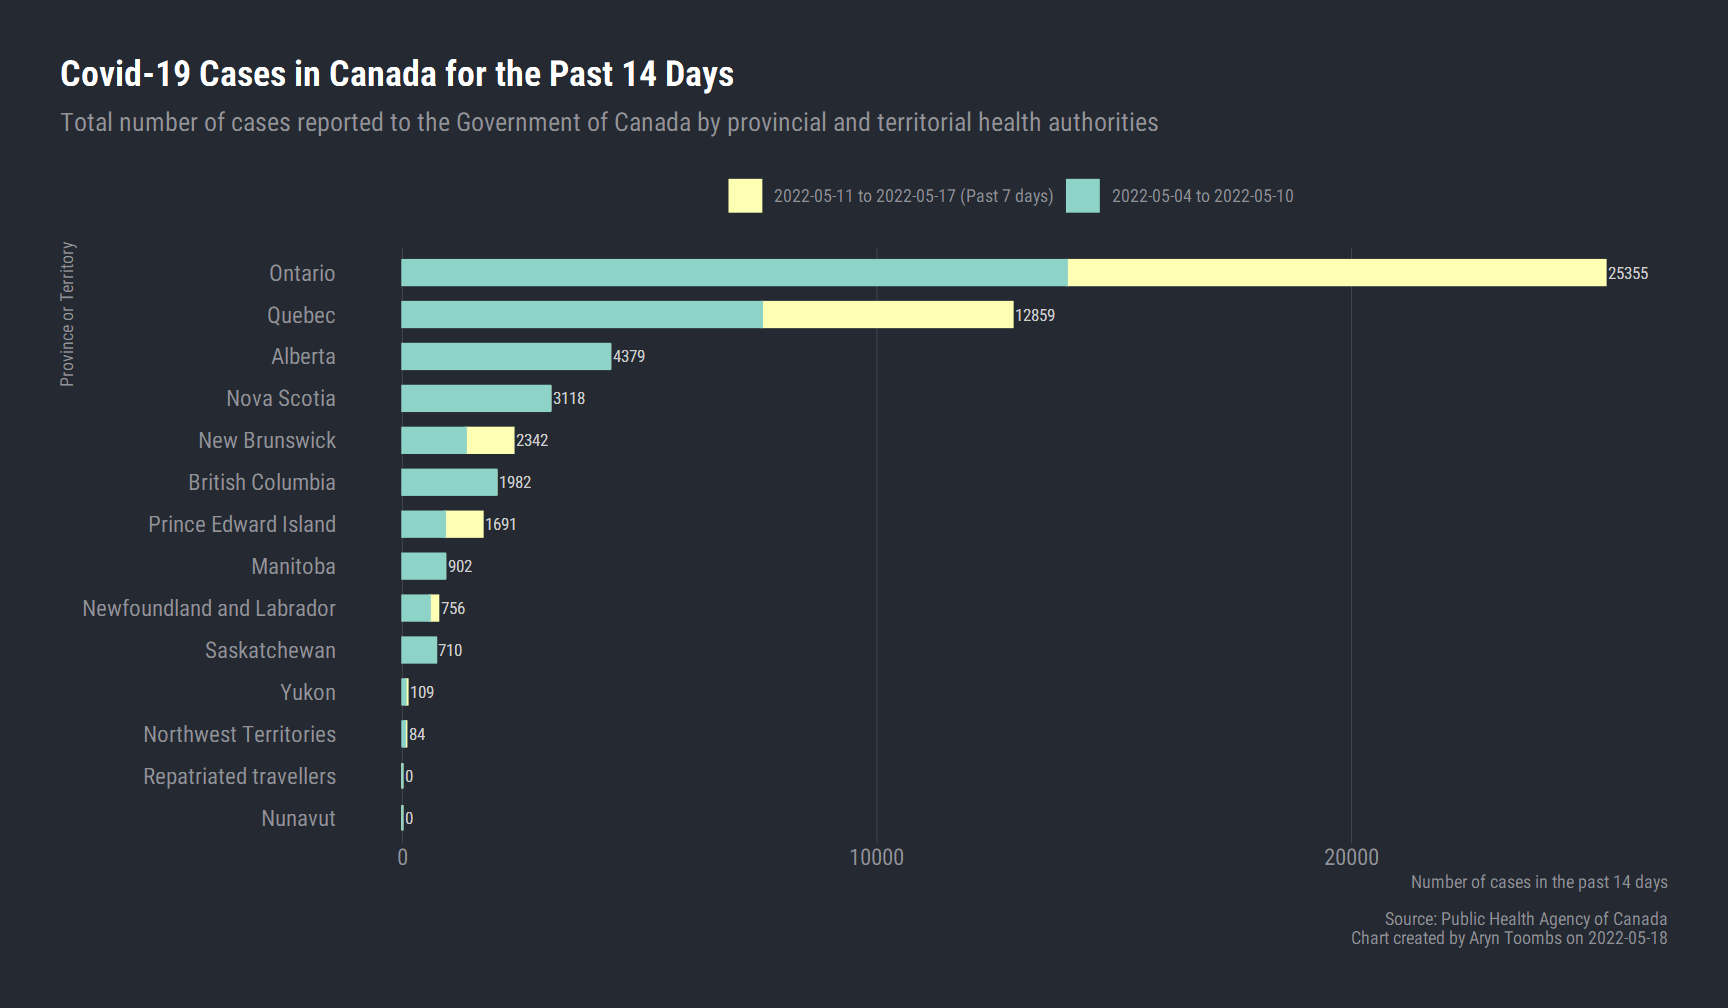 Covid-19 Cases in Canada for the Past 14 Days
Total number of cases reported to the Government of Canada by provincial and territorial health authorities
2022-05-11 to 2022-05-17 (Past 7 days) 2022-05-04 to 2022-05-10
Province or Territory
Ontario 25355
Quebec 12859
Alberta 4379
Nova Scotia 3118
New Brunswick 2342
British Columbia 1982
Prince Edward Island 1691
Manitoba 902
Newfoundland and Labrador 756
Saskatchewan 710
Yukon 109
Northwest Territories 84
Repatriated travellers 0
Nunavut 0
0 10000 20000
Number of cases in the past 14 days
Source: Public Health Agency of Canada
Chart created by Aryn Toombs on 2022-05-18